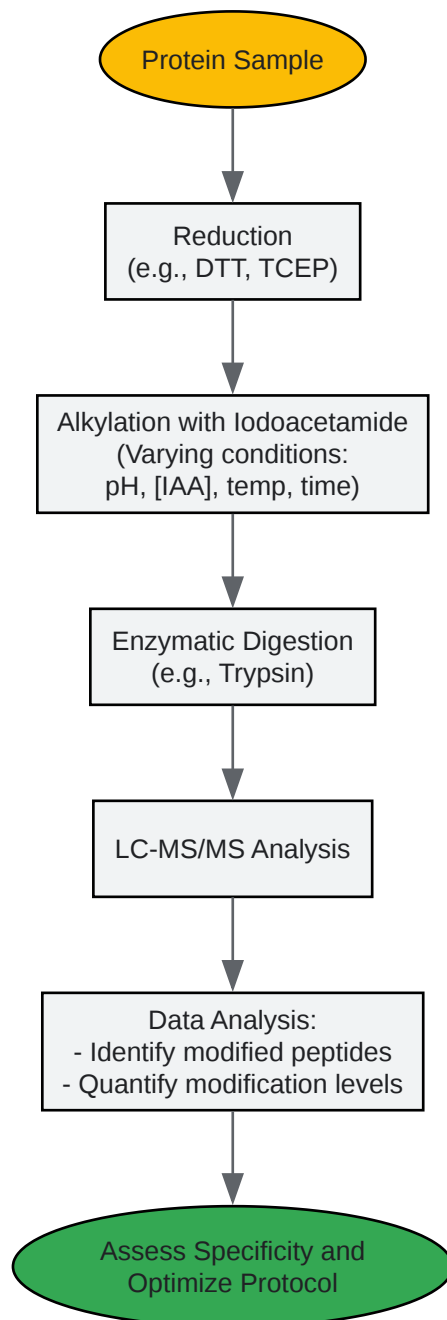 Protein Sample
Reduction
(e.g., DTT, TCEP)
Alkylation with Iodoacetamide
(Varying conditions:
pH, [IAA], temp, time)
Enzymatic Digestion
(e.g., Trypsin)
LC-MS/MS Analysis
Data Analysis:
- Identify modified peptides
- Quantify modification levels
Assess Specificity and
Optimize Protocol